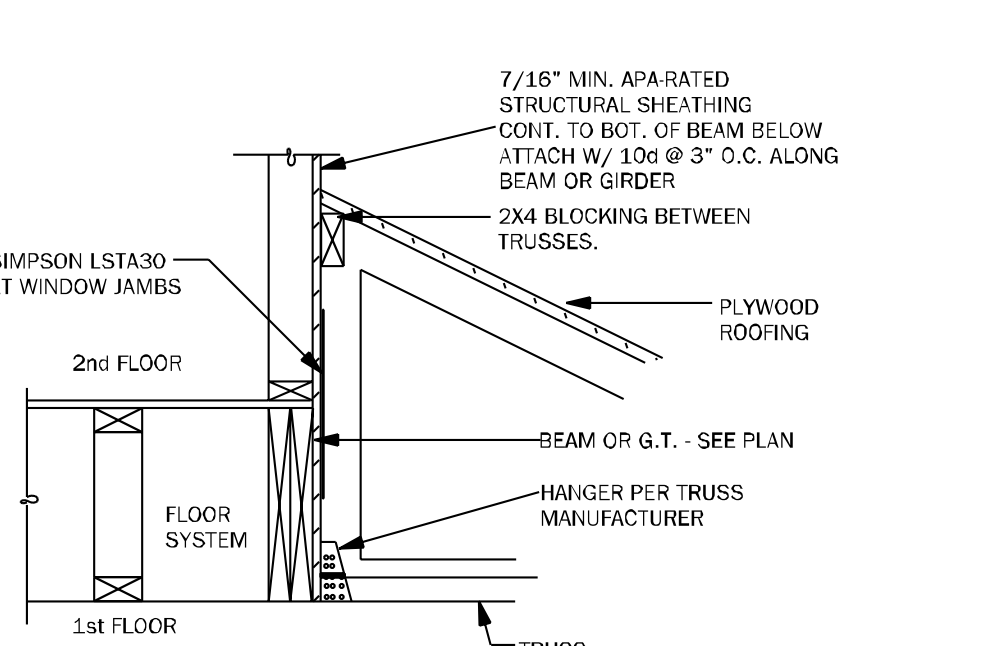 7/16" MIN. APA-RATED
STRUCTURAL SHEATHING
CONT. TO BOT. OF BEAM BELOW
ATTACH W/ 10d @ 3" O.C. ALONG
BEAM OR GIRDER
2X4 BLOCKING BETWEEN
TRUSSES.
SIMPSON LSTA30
AT WINDOW JAMBS
PLYWOOD
ROOFING
2nd FLOOR
BEAM OR G.T. - SEE PLAN
HANGER PER TRUSS
MANUFACTURER
FLOOR
SYSTEM
1st FLOOR
TRUSS